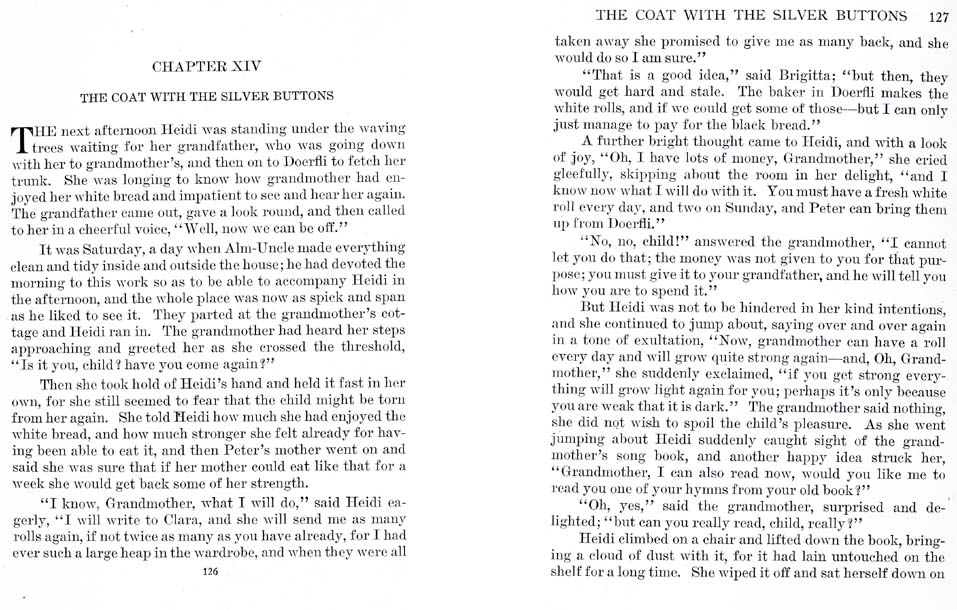 CHAPTER XIV
THE COAT WITH THE SILVER BUTTONS
THE next afternoon Heidi was standing under the waving
trees waiting for her grandfather, who was going down
with her to grandmother's, and then on to Doerfli to fetch her
trunk. She was longing to know how grandmother had en-
joyed her white bread and impatient to see and hear her again.
The grandfather came out, gave a look round, and then called
to her in a cheerful voice, "Well, now we can be off."
It was Saturday, a day when Alm-Uncle made everything
clean and tidy inside and outside the house; he had devoted the
morning to this work so as to be able to accompany Heidi in
the afternoon, and the whole place was now as spick and span
as he liked to see it. They parted at the grandmother's cot-
tage and Heidi ran in. The grandmother had heard her steps
approaching and greeted her as she crossed the threshold,
"Is it you, child? have you come again?"
Then she took hold of Heidi's hand and held it fast in her
own, for she still seemed to fear that the child might be torn
from her again. She told Heidi how much she had enjoyed the
white bread, and how much stronger she felt already for hav-
ing been able to eat it, and then Peter's mother went on and
said she was sure that if her mother could eat like that for a
week she would get back some of her strength.
"I know, Grandmother, what I will do," said Heidi ea-
gerly, "I will write to Clara, and she will send me as many
rolls again, if not twice as many as you have already, for I had
ever such a large heap in the wardrobe, and when they were all
126
THE COAT WITH THE SILVER BUTTONS 127
taken away she promised to give me as many back, and she
would do so I am sure."
"That is a good idea," said Brigitta; "but then, they
would get hard and stale. The baker in Doerfli makes the
white rolls, and if we could get some of those—but I can only
just manage to pay for the black bread."
A further bright thought came to Heidi, and with a look
of joy, "Oh, I have lots of money, Grandmother," she cried
gleefully, skipping about the room in her delight, "and I
know now what I will do with it. You must have a fresh white
roll every day, and two on Sunday, and Peter can bring them
up from Doerfli."
"No, no, child!" answered the grandmother, "I cannot
let you do that; the money was not given to you for that pur-
pose; you must give it to your grandfather, and he will tell you
how you are to spend it."
But Heidi was not to be hindered in her kind intentions,
and she continued to jump about, saying over and over again
in a tone of exultation, "Now, grandmother can have a roll
every day and will grow quite strong again—and, Oh, Grand-
mother," she suddenly exclaimed, "if you get strong every-
thing will grow light again for you; perhaps it's only because
you are weak that it is dark." The grandmother said nothing,
she did not wish to spoil the child's pleasure. As she went
jumping about Heidi suddenly caught sight of the grand-
mother's song book, and another happy idea struck her,
"Grandmother, I can also read now, would you like me to
read you one of your hymns from your old book?"
"Oh, yes," said the grandmother, surprised and de-
lighted; "but can you really read, child, really?"
Heidi climbed on a chair and lifted down the book, bring-
ing a cloud of dust with it, for it had lain untouched on the
shelf for a long time. She wiped it off and sat herself down on